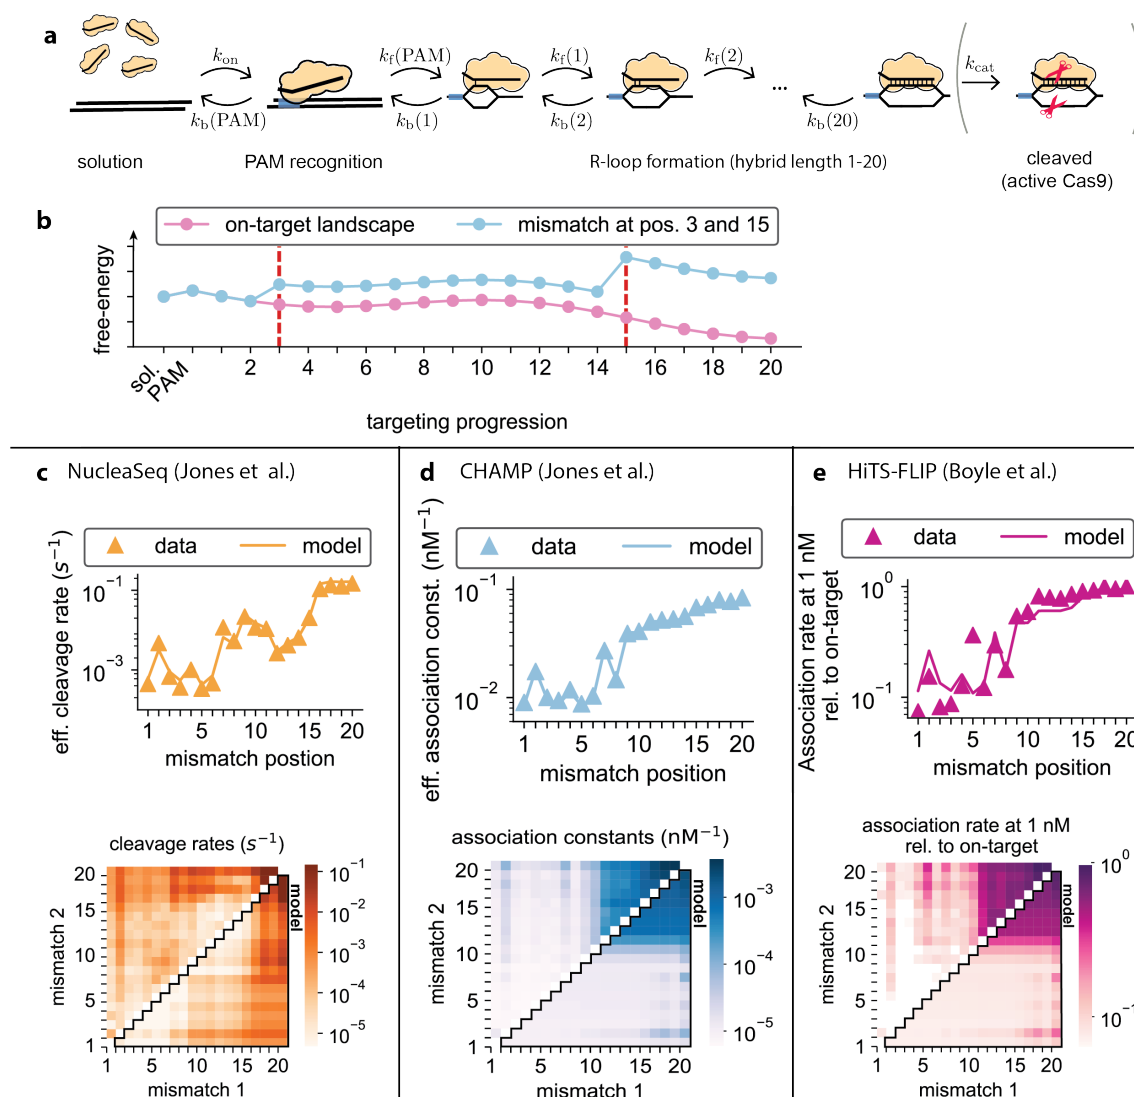 a
k_on
k_f(PAM)
k_f(1)
k_f(2)
k_cat
...
k_b(PAM)
k_b(1)
k_b(2)
k_b(20)
solution
PAM recognition
R-loop formation (hybrid length 1-20)
cleaved
(active Cas9)
b
on-target landscape
mismatch at pos. 3 and 15
free-energy
sol.
PAM
2 4 6 8 10 12 14 16 18 20
targeting progression
c NucleaSeq (Jones et al.)
data model
eff. cleavage rate (s⁻¹)
10⁻¹
10⁻³
1 5 10 15 20
mismatch postion
cleavage rates (s⁻¹)
mismatch 2
20
15
10
5
1
1 5 10 15 20
mismatch 1
model
10⁻¹
10⁻²
10⁻³
10⁻⁴
10⁻⁵
d CHAMP (Jones et al.)
data model
eff. association const. (nM⁻¹)
10⁻¹
10⁻²
1 5 10 15 20
mismatch position
association constants (nM⁻¹)
mismatch 2
20
15
10
5
1
1 5 10 15 20
mismatch 1
model
10⁻³
10⁻⁴
10⁻⁵
e HiTS-FLIP (Boyle et al.)
data model
Association rate at 1 nM
rel. to on-target
10⁰
10⁻¹
1 5 10 15 20
mismatch position
association rate at 1 nM
rel. to on-target
mismatch 2
20
15
10
5
1
1 5 10 15 20
mismatch 1
model
10⁰
10⁻¹